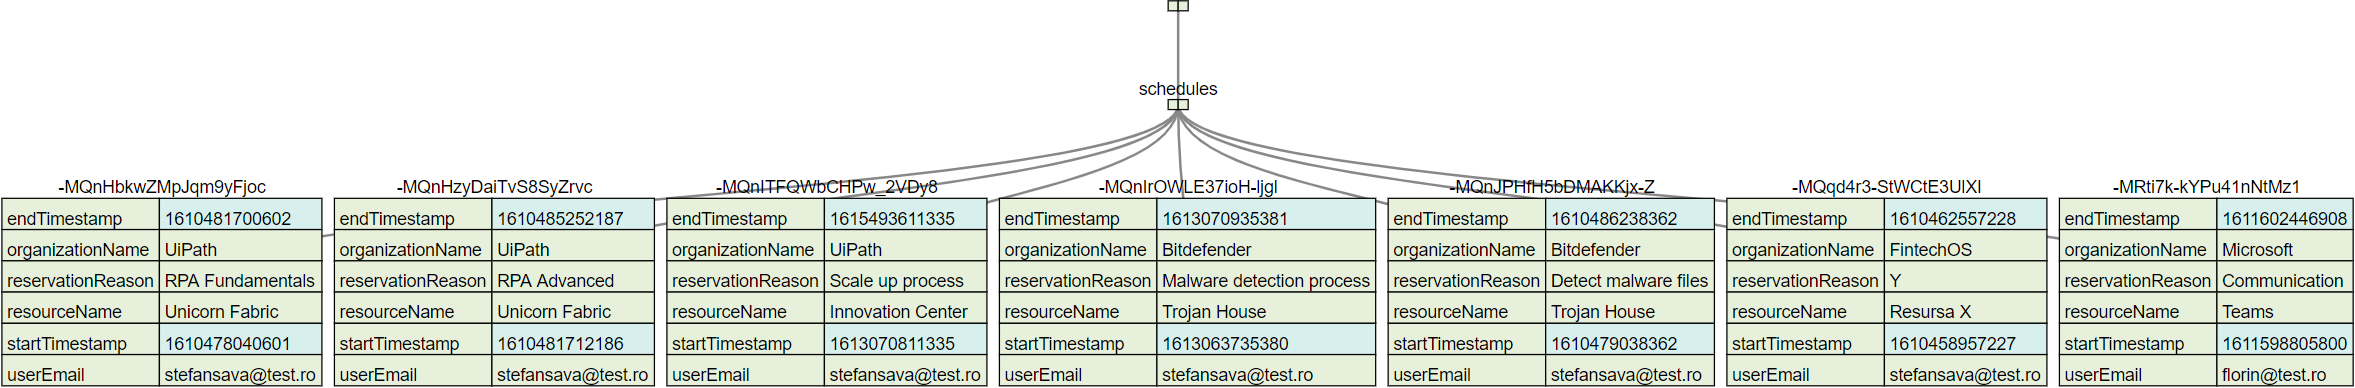 schedules
-MQnHbkwZMpJqm9yFjoc
endTimestamp 1610481700602
organizationName UiPath
reservationReason RPA Fundamentals
resourceName Unicorn Fabric
startTimestamp 1610478040601
userEmail stefansava@test.ro
-MQnHzyDaiTvS8SyZrvc
endTimestamp 1610485252187
organizationName UiPath
reservationReason RPA Advanced
resourceName Unicorn Fabric
startTimestamp 1610481712186
userEmail stefansava@test.ro
-MQnITFQWbCHPw_2VDy8
endTimestamp 1615493611335
organizationName UiPath
reservationReason Scale up process
resourceName Innovation Center
startTimestamp 1613070811335
userEmail stefansava@test.ro
-MQnIrOWLE37ioH-ljgl
endTimestamp 1613070935381
organizationName Bitdefender
reservationReason Malware detection process
resourceName Trojan House
startTimestamp 1613063735380
userEmail stefansava@test.ro
-MQnJPHfH5bDMAKKjx-Z
endTimestamp 1610486238362
organizationName Bitdefender
reservationReason Detect malware files
resourceName Trojan House
startTimestamp 1610479038362
userEmail stefansava@test.ro
-MQqd4r3-StWCtE3UlXI
endTimestamp 1610462557228
organizationName FintechOS
reservationReason Y
resourceName Resursa X
startTimestamp 1610458957227
userEmail stefansava@test.ro
-MRti7k-kYPu41nNtMz1
endTimestamp 1611602446908
organizationName Microsoft
reservationReason Communication
resourceName Teams
startTimestamp 1611598805800
userEmail florin@test.ro